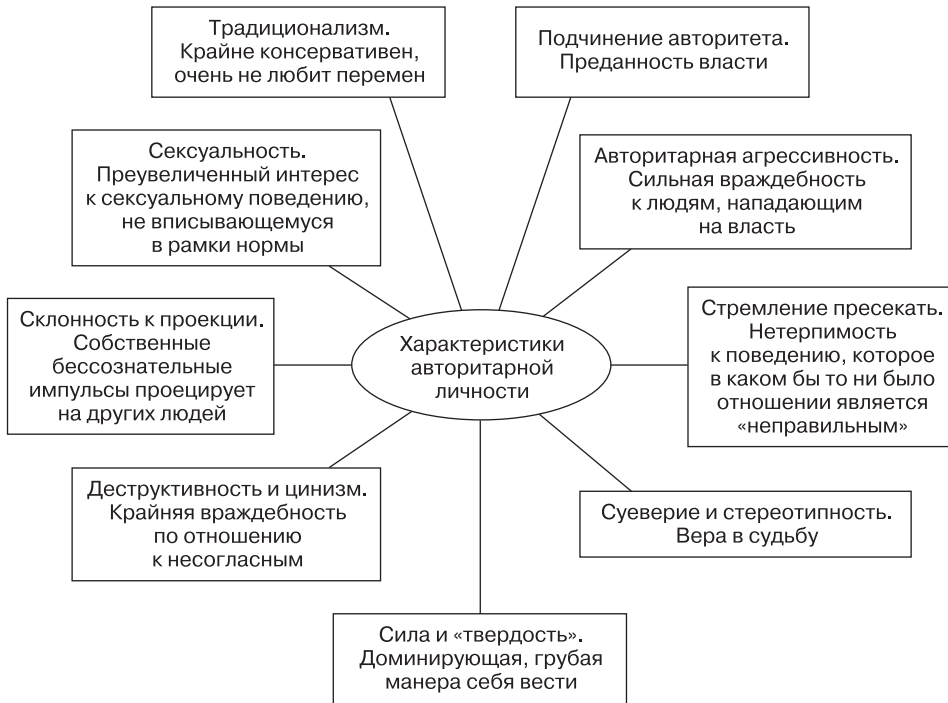 Традиционализм.
Крайне консервативен,
очень не любит перемен
Подчинение авторитета.
Преданность власти
Сексуальность.
Преувеличенный интерес
к сексуальному поведению,
не вписывающемуся
в рамки нормы
Авторитарная агрессивность.
Сильная враждебность
к людям, нападающим
на власть
Склонность к проекции.
Собственные
бессознательные
импульсы проецирует
на других людей
Характеристики
авторитарной
личности
Стремление пресекать.
Нетерпимость
к поведению, которое
в каком бы то ни было
отношении является
«неправильным»
Деструктивность и цинизм.
Крайняя враждебность
по отношению
к несогласным
Суеверие и стереотипность.
Вера в судьбу
Сила и «твердость».
Доминирующая, грубая
манера себя вести